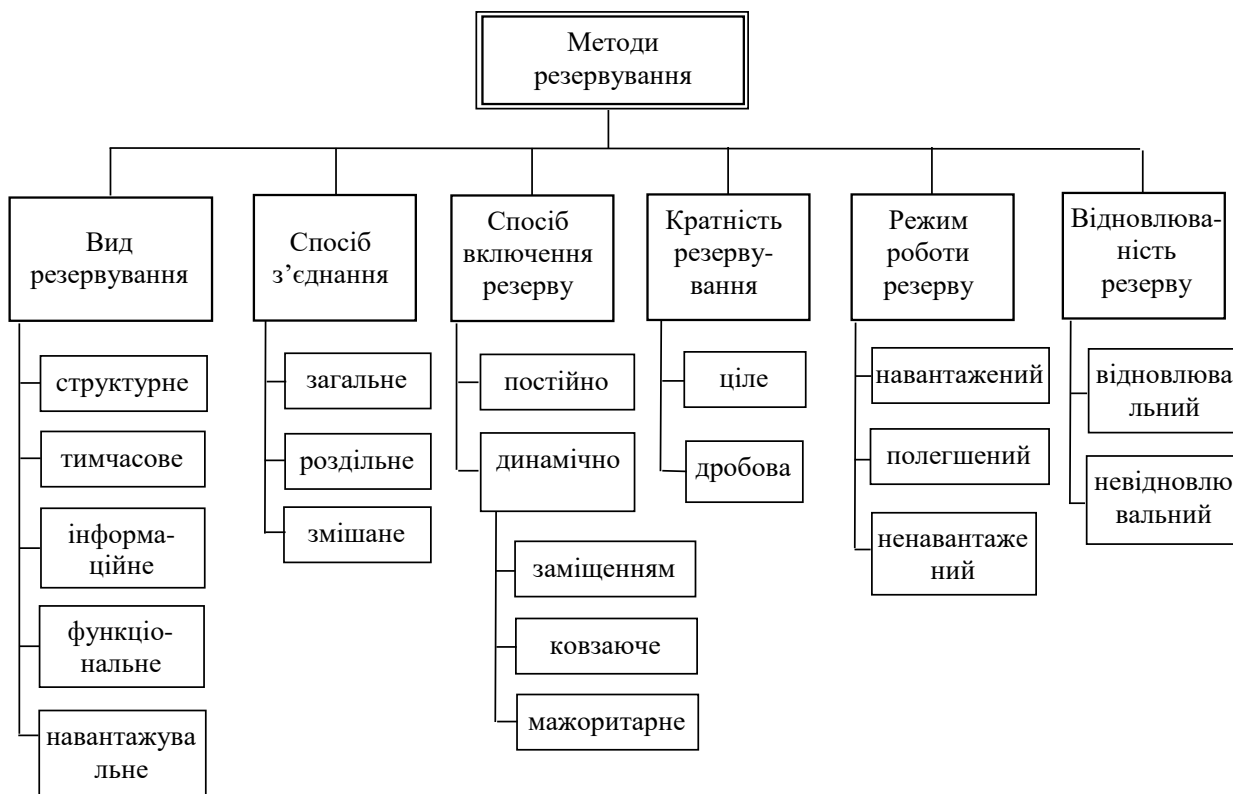 Методи
резервування
Вид
резервування
структурне
тимчасове
інформа-
ційне
функціо-
нальне
навантажува
льне
Спосіб
з’єднання
загальне
роздільне
змішане
Спосіб
включення
резерву
постійно
динамічно
заміщенням
ковзаюче
мажоритарне
Кратність
резерву-
вання
ціле
дробова
Режим
роботи
резерву
навантажений
полегшений
ненавантаже
ний
Відновлюва-
ність
резерву
відновлюва
льний
невідновлю
вальний